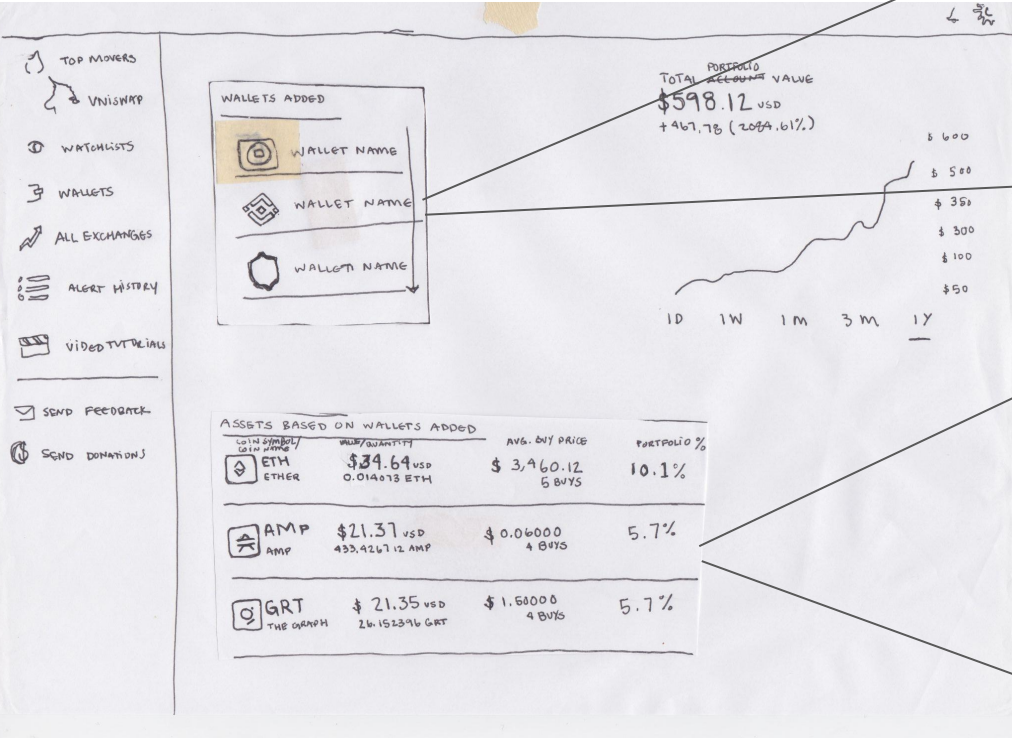 TOP MOVERS
UNISWAP
WATCHLISTS
WALLETS
ALL EXCHANGES
ALERT HISTORY
VIDEO TUTORIALS
SEND FEEDBACK
SEND DONATIONS
WALLETS ADDED
WALLET NAME
WALLET NAME
WALLET NAME
PORTFOLIO
TOTAL ACCOUNT VALUE
$598.12 USD
+467,78 (2084.61%)
$ 600
$ 500
$ 350
$ 300
$ 100
$50
1D 1W 1M 3M 1Y
ASSETS BASED ON WALLETS ADDED
COIN SYMBOL/
COIN NAME
VALUE/QUANTITY
AVG. BUY PRICE
PORTFOLIO %
ETH $34.64 USD $ 3,460.12 10.1%
ETHER 0.014073 ETH 5 BUYS
AMP $21.37 USD $ 0.06000 5.7%
AMP 433.426712 AMP 4 BUYS
GRT $ 21.35 USD $ 1.50000 5.7%
THE GRAPH 26.152396 GRT 4 BUYS